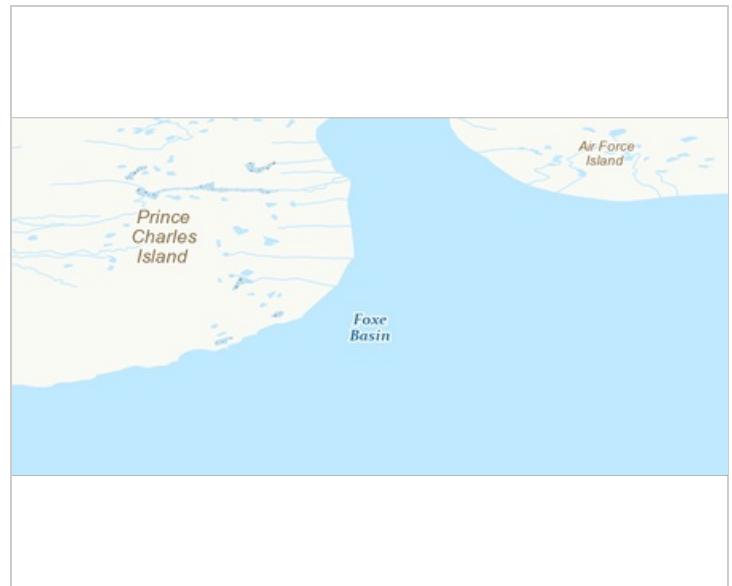 Air Force
Island
Prince
Charles
Island
Foxe
Basin